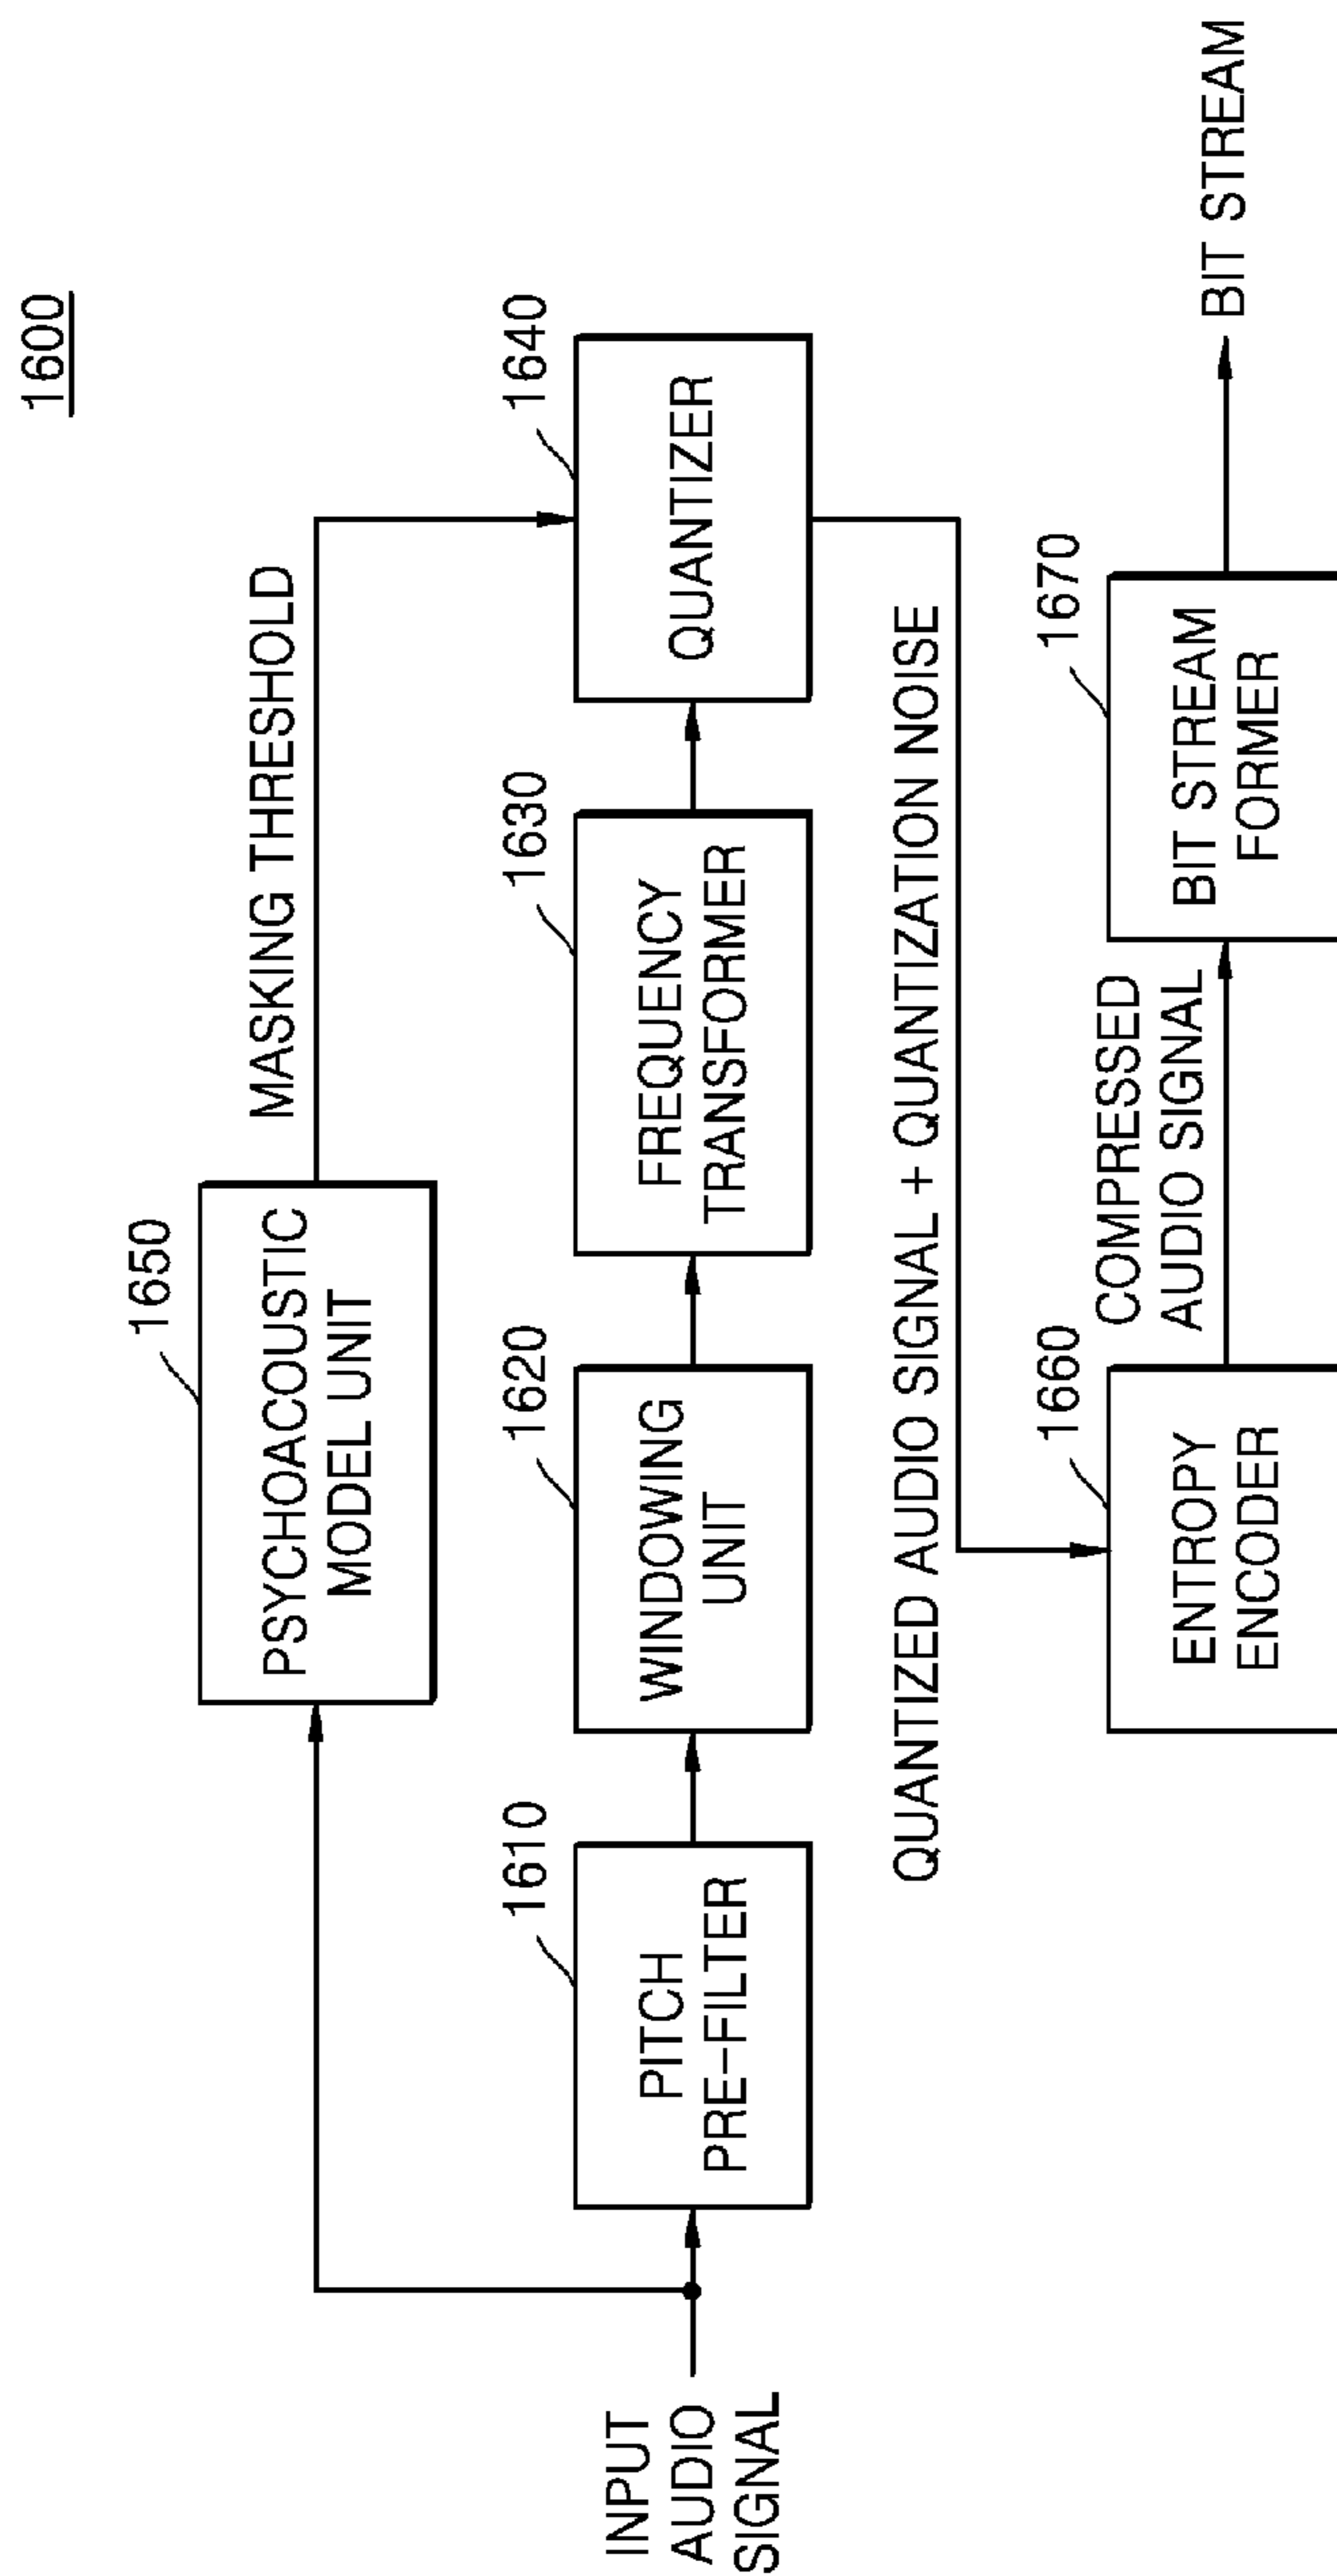 1600
1650
PSYCHOACOUSTIC
MODEL UNIT
MASKING THRESHOLD
INPUT
AUDIO
SIGNAL
1610
PITCH
PRE-FILTER
1620
WINDOWING
UNIT
1630
FREQUENCY
TRANSFORMER
1640
QUANTIZER
QUANTIZED AUDIO SIGNAL + QUANTIZATION NOISE
1660
ENTROPY
ENCODER
COMPRESSED
AUDIO SIGNAL
1670
BIT STREAM
FORMER
BIT STREAM